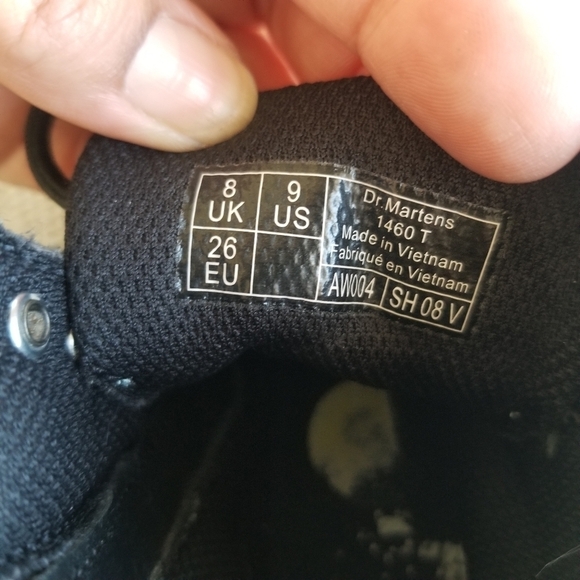 8
UK
9
US
26
EU
Dr.Martens
1460 T
Made in Vietnam
Fabriqué en Vietnam
AW004
SH 08 V